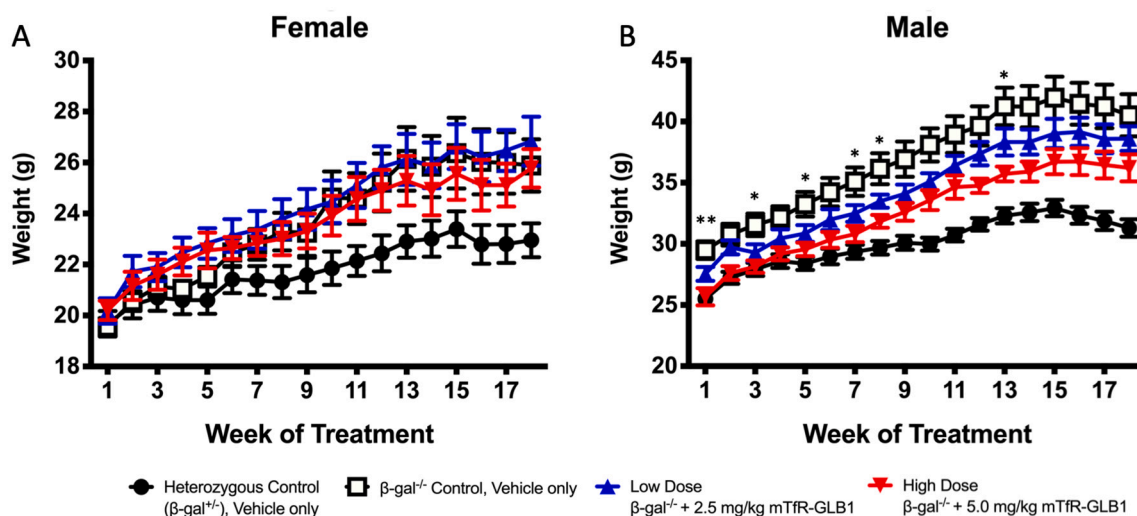 A
Female
Weight (g)
30
28
26
24
22
20
18
1 3 5 7 9 11 13 15 17
Week of Treatment
B
Male
Weight (g)
45
40
35
30
25
20
** * * * * *
1 3 5 7 9 11 13 15 17
Week of Treatment
Heterozygous Control
(β-gal+/-), Vehicle only
β-gal-/- Control, Vehicle only
Low Dose
β-gal-/- + 2.5 mg/kg mTfR-GLB1
High Dose
β-gal-/- + 5.0 mg/kg mTfR-GLB1